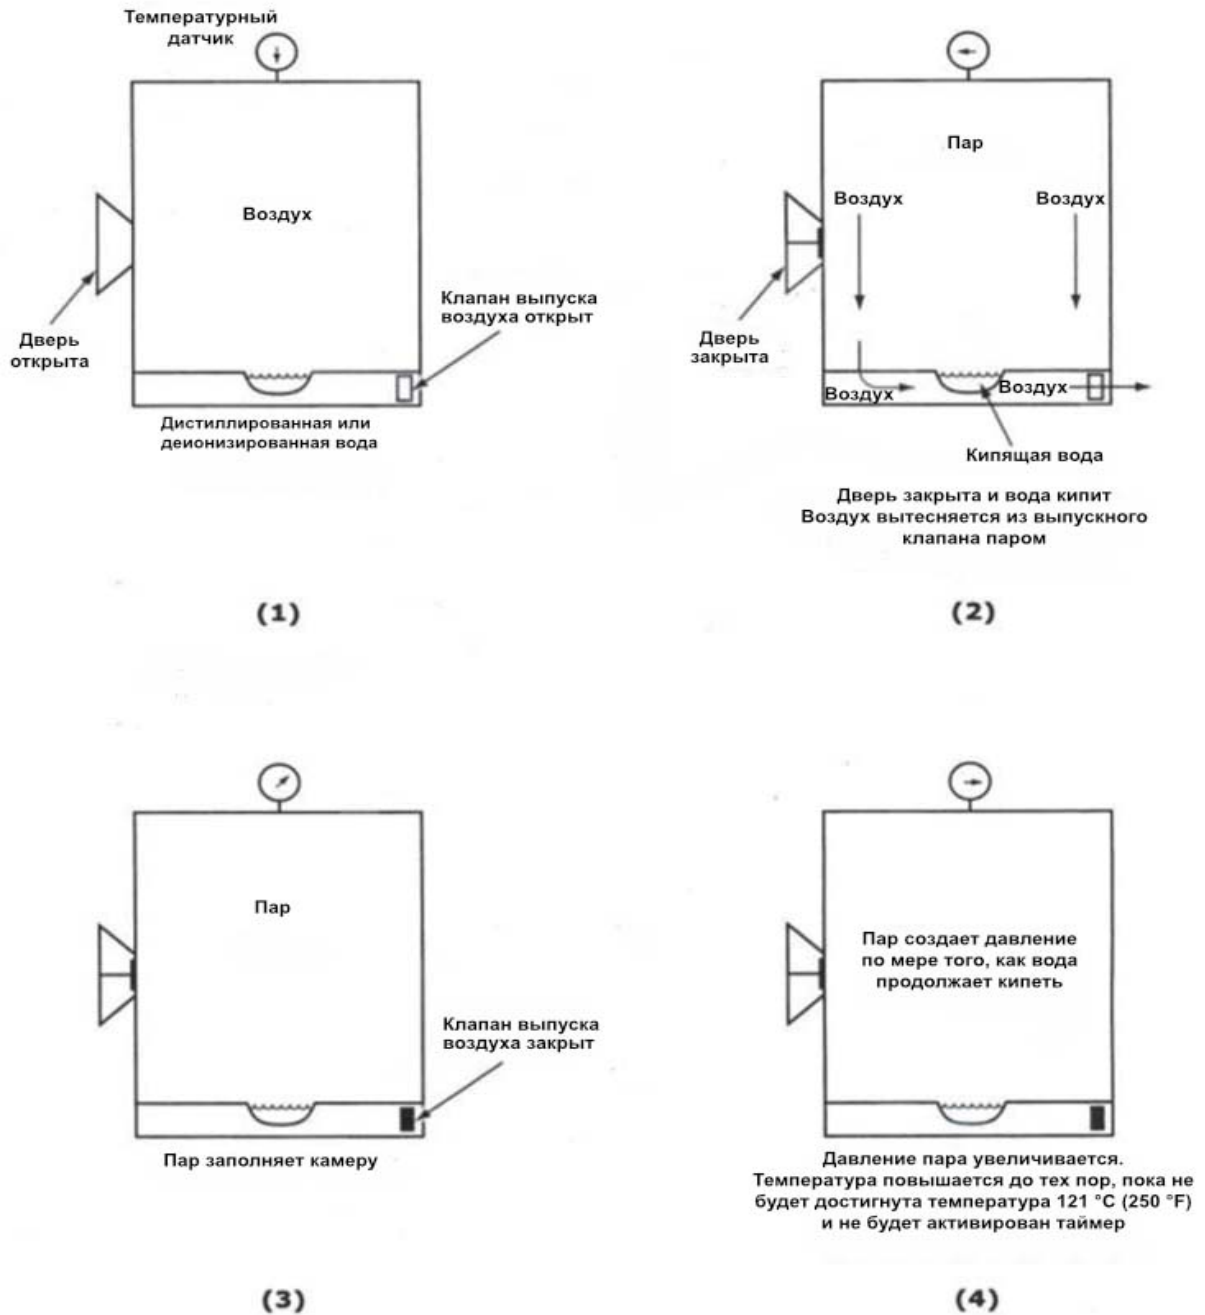 Температурный
датчик
Воздух
Дверь
открыта
Клапан выпуска
воздуха открыт
Дистиллированная или
деионизированная вода
(1)
Пар
Воздух
Воздух
Дверь
закрыта
Воздух
Воздух
Кипящая вода
Дверь закрыта и вода кипит
Воздух вытесняется из выпускного
клапана паром
(2)
Пар
Клапан выпуска
воздуха закрыт
Пар заполняет камеру
(3)
Пар создает давление
по мере того, как вода
продолжает кипеть
Давление пара увеличивается.
Температура повышается до тех пор, пока не
будет достигнута температура 121 °C (250 °F)
и не будет активирован таймер
(4)